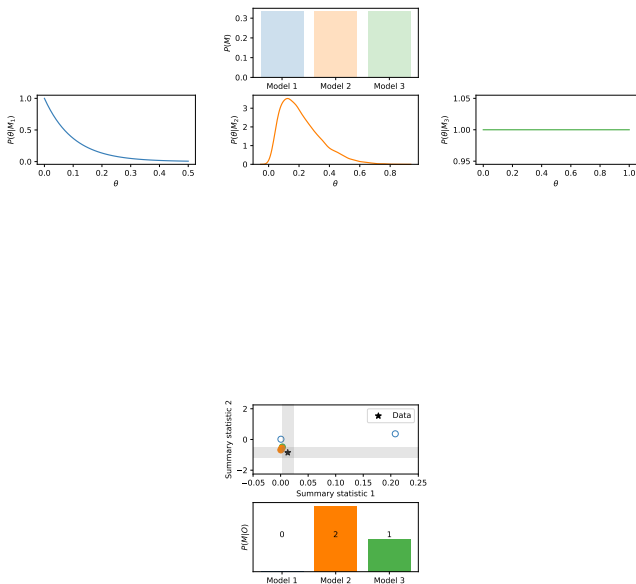 P(M)
0.3
0.2
0.1
0.0
Model 1 Model 2 Model 3
P(θ|M₁)
1.0
0.5
0.0
0.0 0.1 0.2 0.3 0.4 0.5
θ
P(θ|M₂)
3
2
1
0
0.0 0.2 0.4 0.6 0.8
θ
P(θ|M₃)
1.05
1.00
0.95
0.0 0.2 0.4 0.6 0.8 1.0
θ
Summary statistic 2
2
0
−2
Data
−0.05 0.00 0.05 0.10 0.15 0.20 0.25
Summary statistic 1
P(M|O)
0 2 1
Model 1 Model 2 Model 3